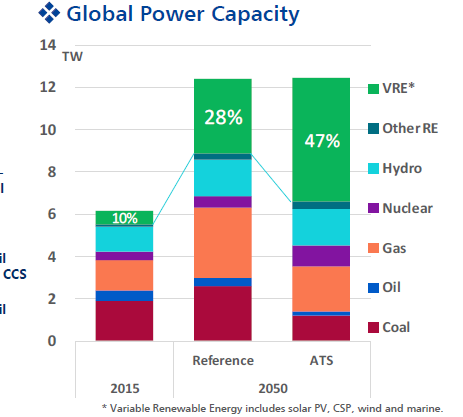 Global Power Capacity
14
TW
12
10
8
6
4
2
0
l
il
CCS
il
10%
28%
47%
VRE*
Other RE
Hydro
Nuclear
Gas
Oil
Coal
Reference ATS
2015 2050
* Variable Renewable Energy includes solar PV, CSP, wind and marine.